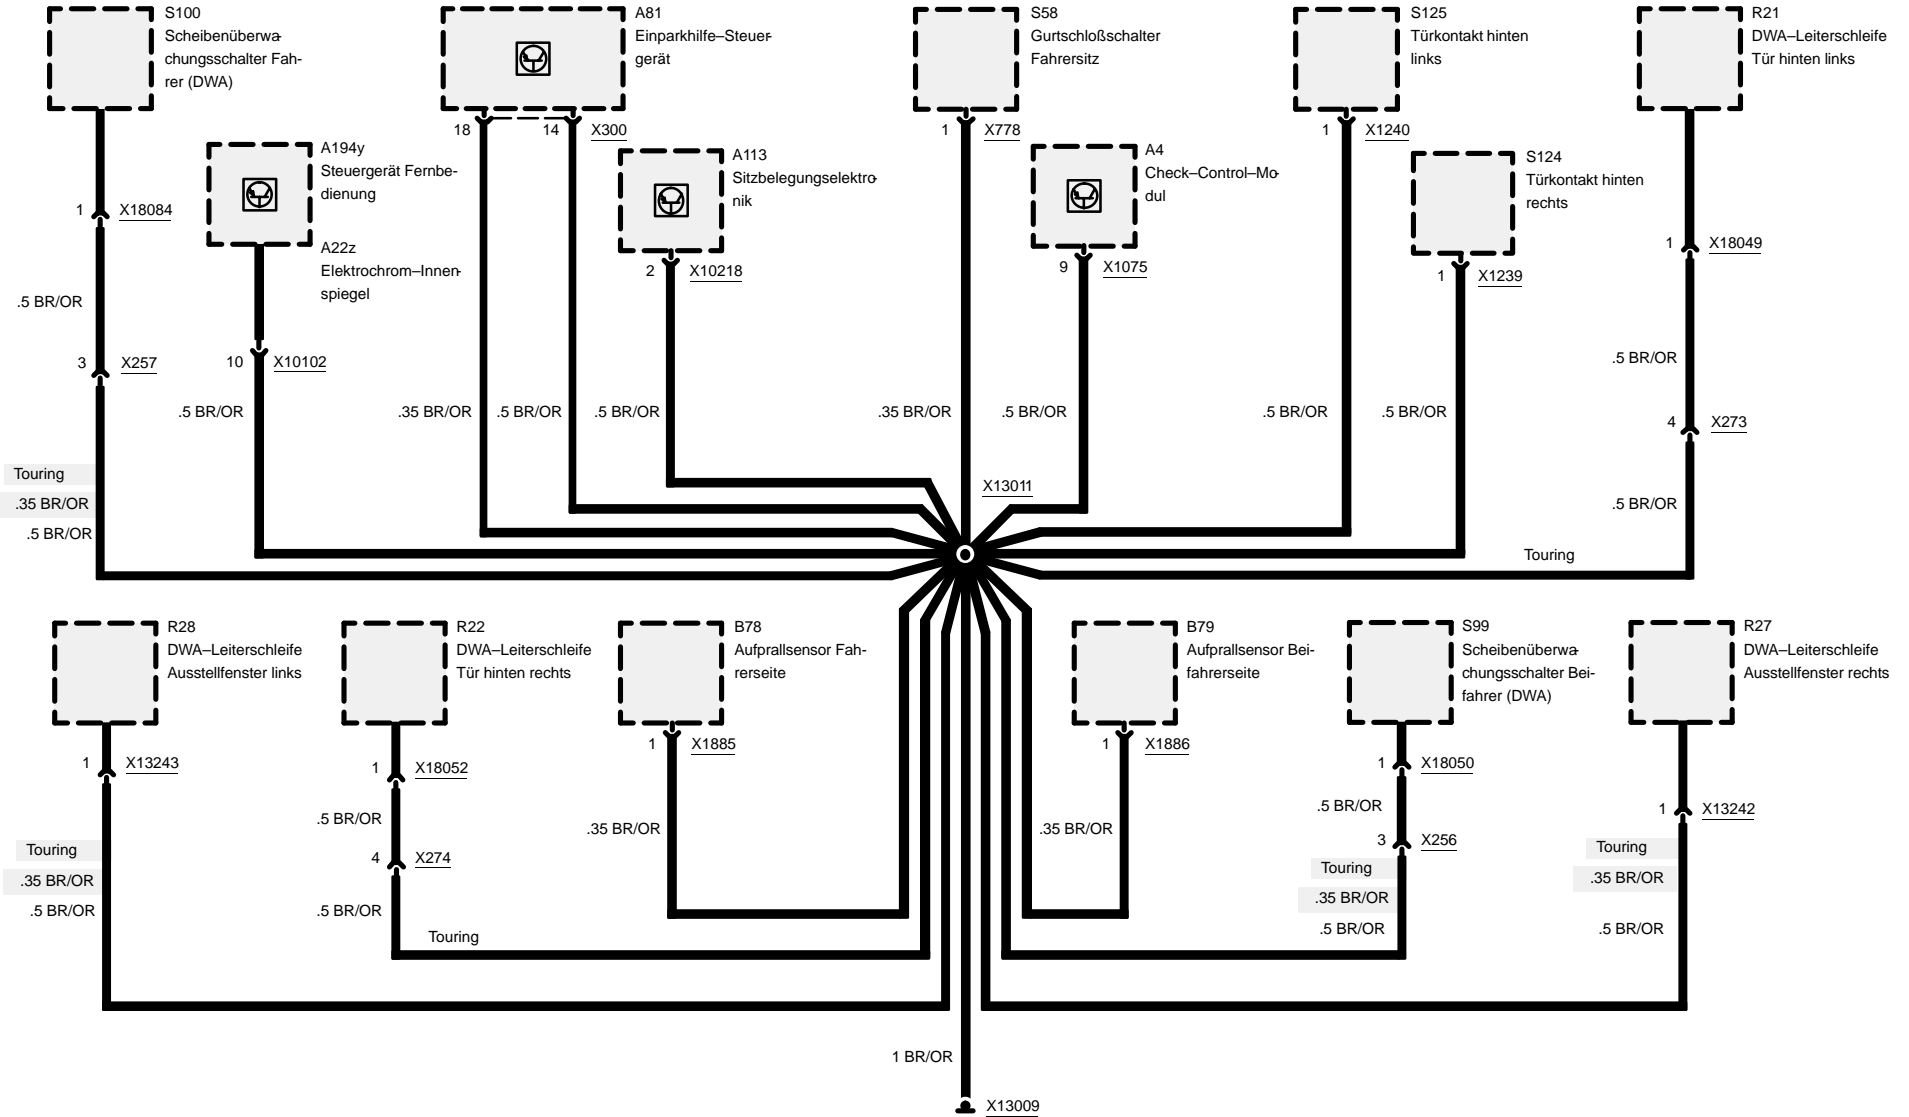 S100
Scheibenüberwa-
chungsschalter Fah-
rer (DWA)
A81
Einparkhilfe–Steuer-
gerät
S58
Gurtschloßschalter
Fahrersitz
S125
Türkontakt hinten
links
R21
DWA–Leiterschleife
Tür hinten links
18
14
X300
1
X778
1
X1240
A194y
Steuergerät Fernbe-
dienung
A22z
Elektrochrom–Innen-
spiegel
A113
Sitzbelegungselektro-
nik
A4
Check–Control–Mo-
dul
S124
Türkontakt hinten
rechts
1
X18084
1
X18049
2
X10218
9
X1075
1
X1239
.5 BR/OR
3
X257
10
X10102
.5 BR/OR
.5 BR/OR
.35 BR/OR
.5 BR/OR
.5 BR/OR
.35 BR/OR
.5 BR/OR
.5 BR/OR
.5 BR/OR
4
X273
Touring
.35 BR/OR
.5 BR/OR
X13011
.5 BR/OR
Touring
R28
DWA–Leiterschleife
Ausstellfenster links
R22
DWA–Leiterschleife
Tür hinten rechts
B78
Aufprallsensor Fah-
rerseite
B79
Aufprallsensor Bei-
fahrerseite
S99
Scheibenüberwa-
chungsschalter Bei-
fahrer (DWA)
R27
DWA–Leiterschleife
Ausstellfenster rechts
1
X13243
1
X18052
1
X1885
1
X1886
1
X18050
1
X13242
.5 BR/OR
.35 BR/OR
.35 BR/OR
.5 BR/OR
4
X274
3
X256
Touring
.35 BR/OR
.5 BR/OR
.5 BR/OR
Touring
Touring
.35 BR/OR
.5 BR/OR
Touring
.35 BR/OR
.5 BR/OR
1 BR/OR
X13009